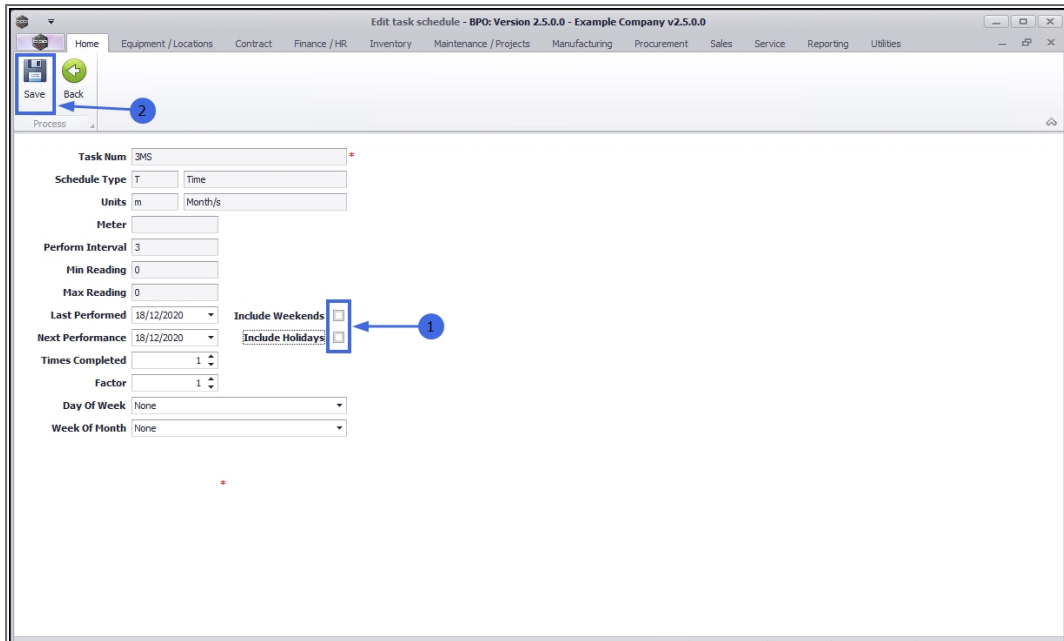 Edit task schedule - BPO: Version 2.5.0.0 - Example Company v2.5.0.0
Home Equipment / Locations Contract Finance / HR Inventory Maintenance / Projects Manufacturing Procurement Sales Service Reporting Utilities
Save Back
2
Process
Task Num 3MS *
Schedule Type T Time
Units m Month/s
Meter
Perform Interval 3
Min Reading 0
Max Reading 0
Last Performed 18/12/2020 Include Weekends
1
Next Performance 18/12/2020 Include Holidays
Times Completed 1
Factor 1
Day Of Week None
Week Of Month None
*